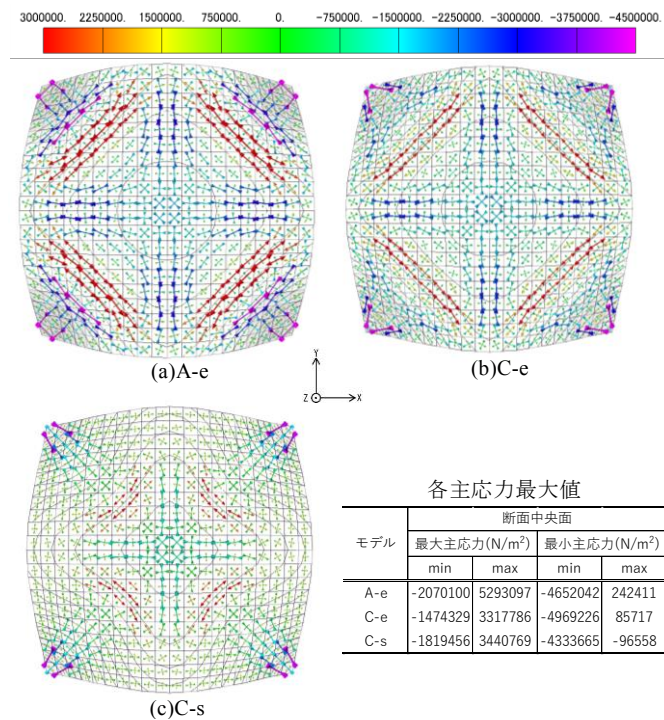 3000000. 2250000. 1500000. 750000. 0. -750000. -1500000. -2250000. -3000000. -3750000. -4500000.
(a)A-e
(b)C-e
Y
Z X
(c)C-s
各主応力最大値
モデル 断面中央面
最大主応力(N/m²) 最小主応力(N/m²)
min max min max
A-e -2070100 5293097 -4652042 242411
C-e -1474329 3317786 -4969226 85717
C-s -1819456 3440769 -4333665 -96558